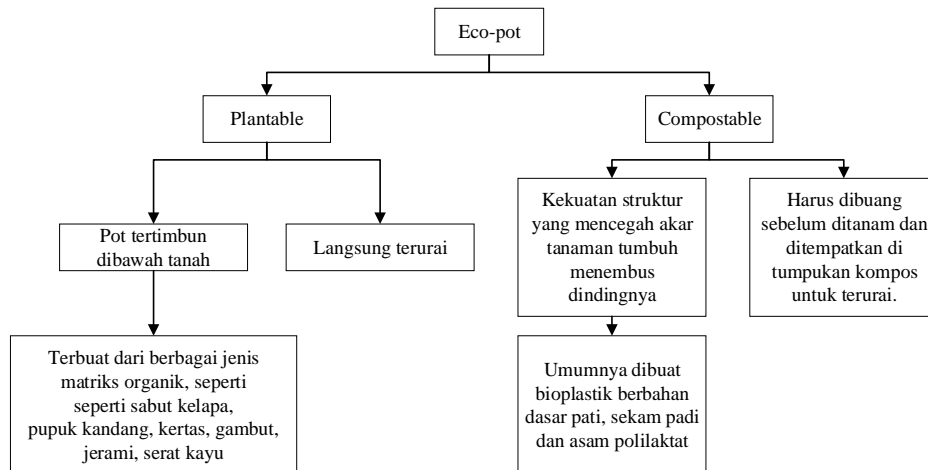 Eco-pot
Plantable
Compostable
Pot tertimbun
dibawah tanah
Langsung terurai
Kekuatan struktur
yang mencegah akar
tanaman tumbuh
menembus
dindingnya
Harus dibuang
sebelum ditanam dan
ditempatkan di
tumpukan kompos
untuk terurai.
Terbuat dari berbagai jenis
matriks organik, seperti
seperti sabut kelapa,
pupuk kandang, kertas, gambut,
jerami, serat kayu
Umumnya dibuat
bioplastik berbahan
dasar pati, sekam padi
dan asam polilaktat